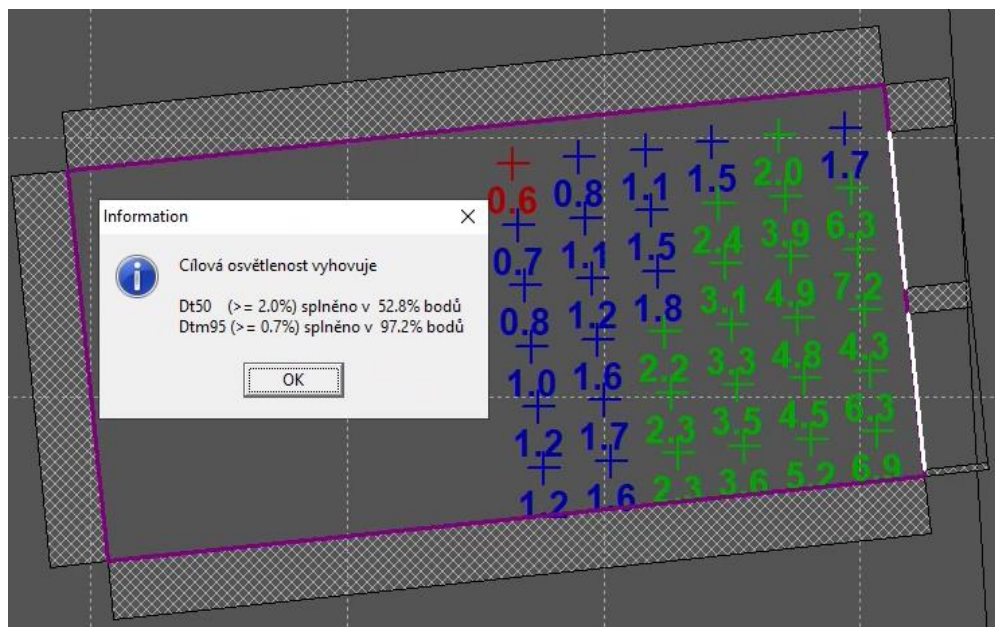 Information
Cílová osvětlenost vyhovuje
Dt50 (>= 2.0%) splněno v 52.8% bodů
Dtm95 (>= 0.7%) splněno v 97.2% bodů
OK
0.6 0.8 1.1 1.5 2.0 1.7
0.7 1.1 1.5 2.4 3.9 6.3
0.8 1.2 1.8 3.1 4.9 7.2
1.0 1.6 2.2 3.3 4.8 4.3
1.2 1.7 2.3 3.5 4.5 6.3
1.2 1.6 2.3 3.6 5.2 6.9